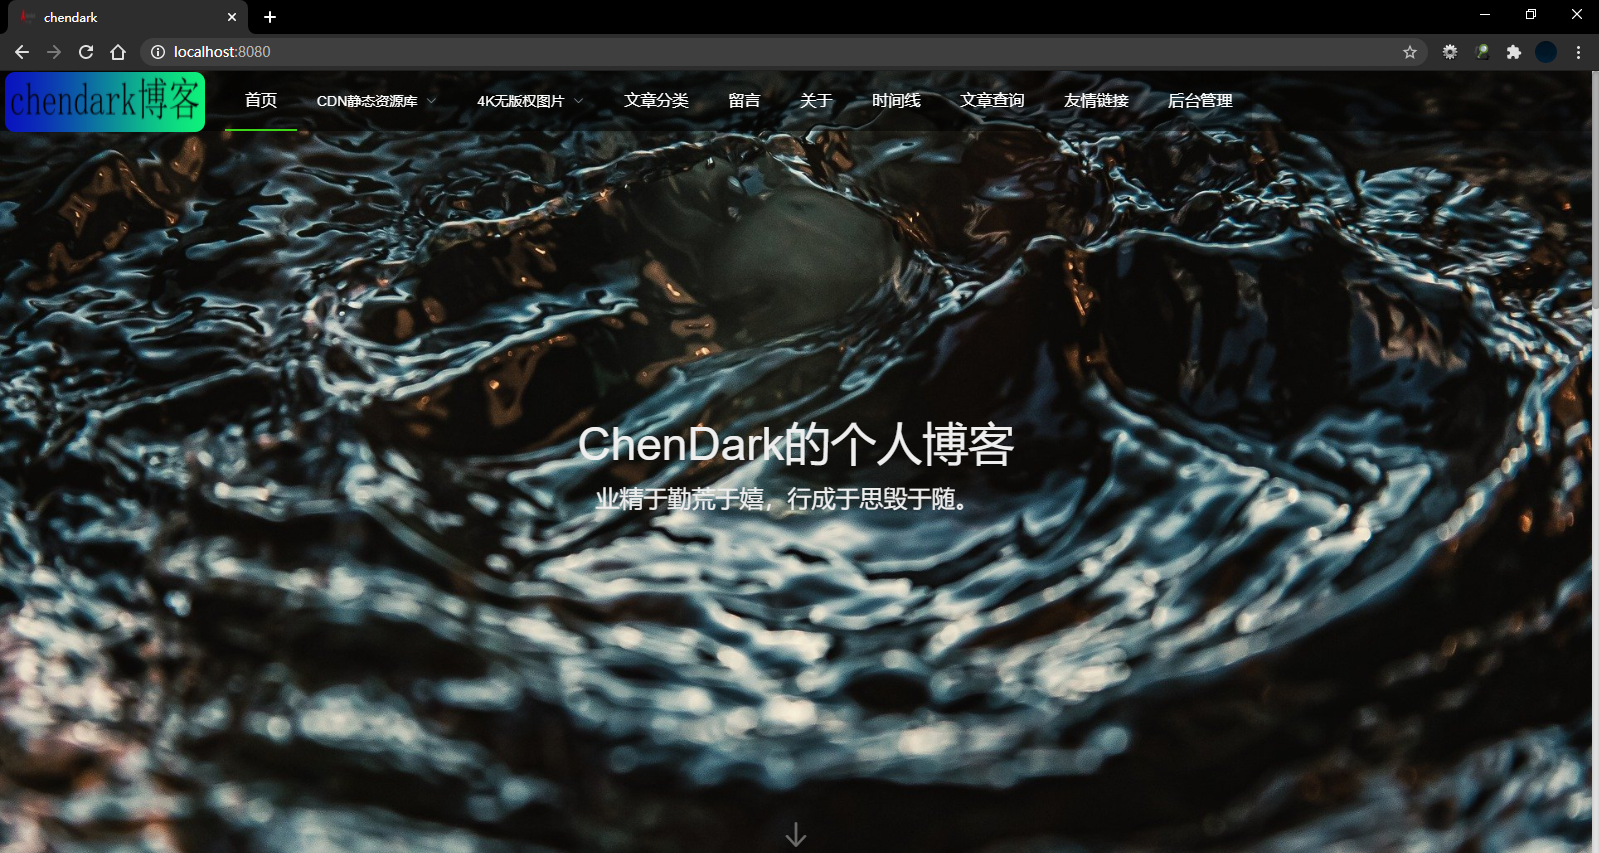 chendark
localhost:8080
chendark博客
首页
CDN静态资源库
4K无版权图片
文章分类
留言
关于
时间线
文章查询
友情链接
后台管理
ChenDark的个人博客
业精于勤荒于嬉，行成于思毁于随。